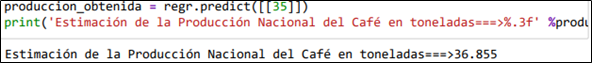 produccion_obtenida = regr.predict([[35]])
print('Estimación de la Producción Nacional del Café en toneladas===>%.3f' %produ
Estimación de la Producción Nacional del Café en toneladas===>36.855